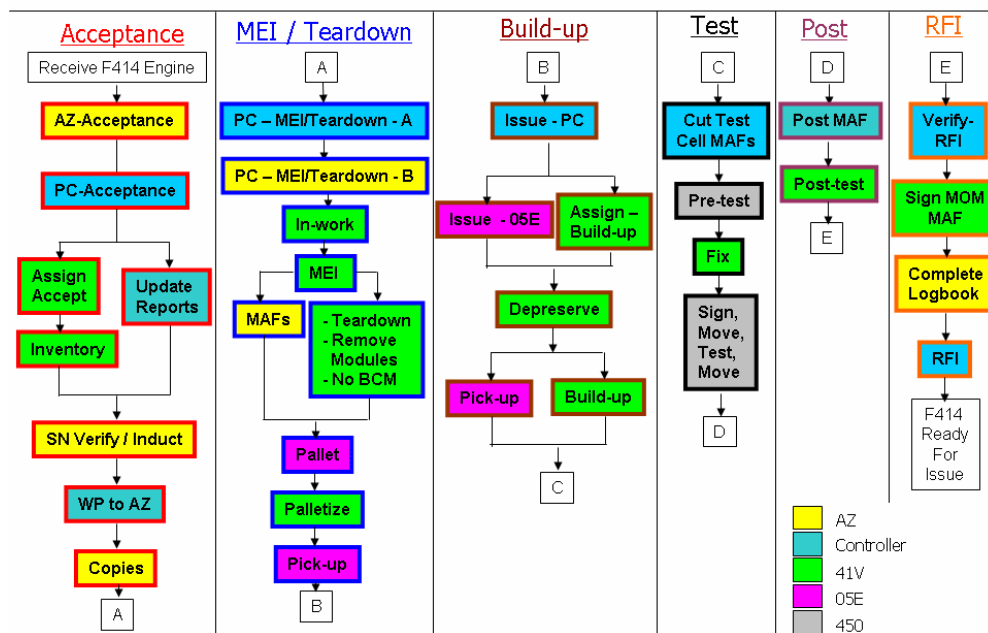 Acceptance
Receive F414 Engine
AZ-Acceptance
PC-Acceptance
Assign
Accept
Update
Reports
Inventory
SN Verify / Induct
WP to AZ
Copies
A
MEI / Teardown
A
PC – MEI/Teardown - A
PC – MEI/Teardown - B
In-work
MEI
MAFs
- Teardown
- Remove
Modules
- No BCM
Pallet
Palletize
Pick-up
B
Build-up
B
Issue - PC
Issue - 05E
Assign –
Build-up
Depreserve
Pick-up
Build-up
C
Test
C
Cut Test
Cell MAFs
Pre-test
Fix
Sign,
Move,
Test,
Move
D
Post
D
Post MAF
Post-test
E
RFI
E
Verify-
RFI
Sign MOM
MAF
Complete
Logbook
RFI
F414
Ready
For
Issue
AZ
Controller
41V
05E
450